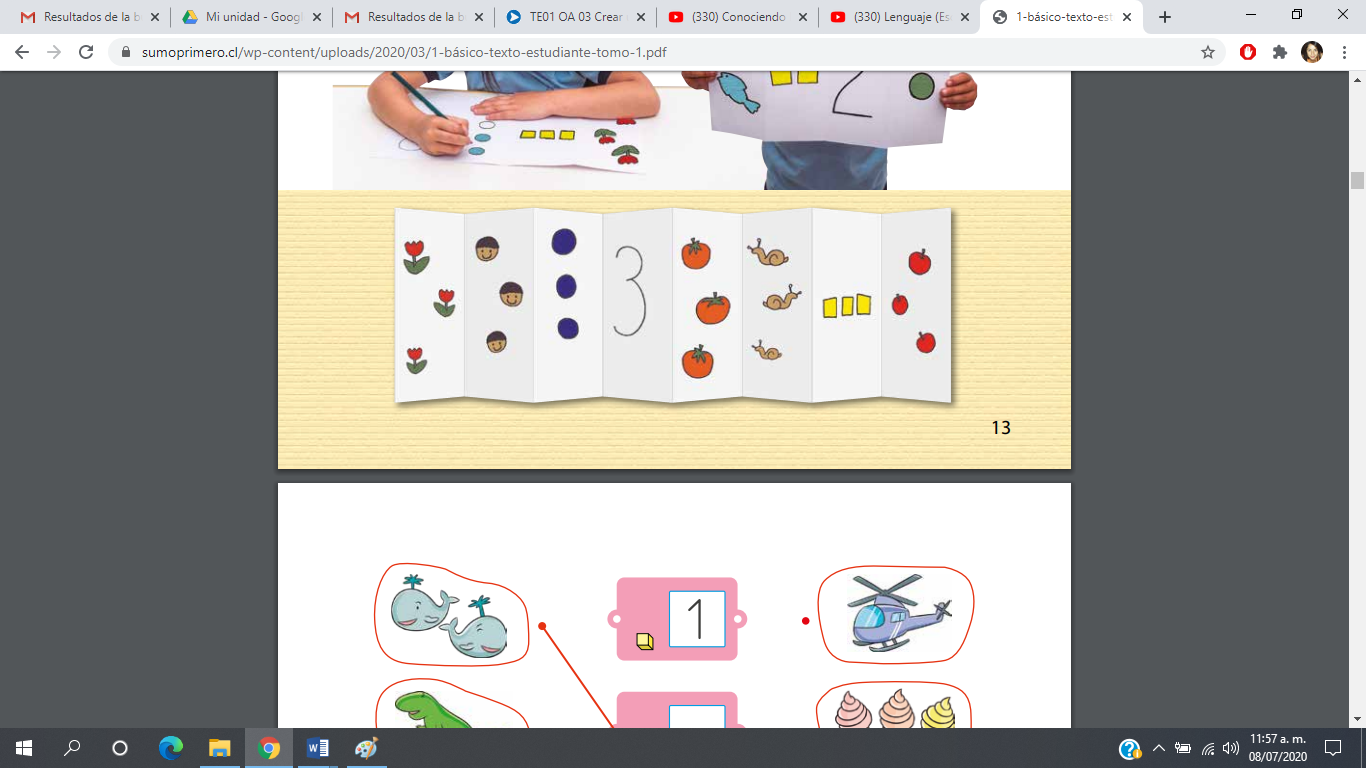 Resultados de la b
Mi unidad - Googl
Resultados de la b
TE01 OA 03 Crear
(330) Conociendo
(330) Lenguaje (Es
1-básico-texto-est
sumoprimero.cl/wp-content/uploads/2020/03/1-básico-texto-estudiante-tomo-1.pdf
2
3
13
1
11:57 a. m.
08/07/2020